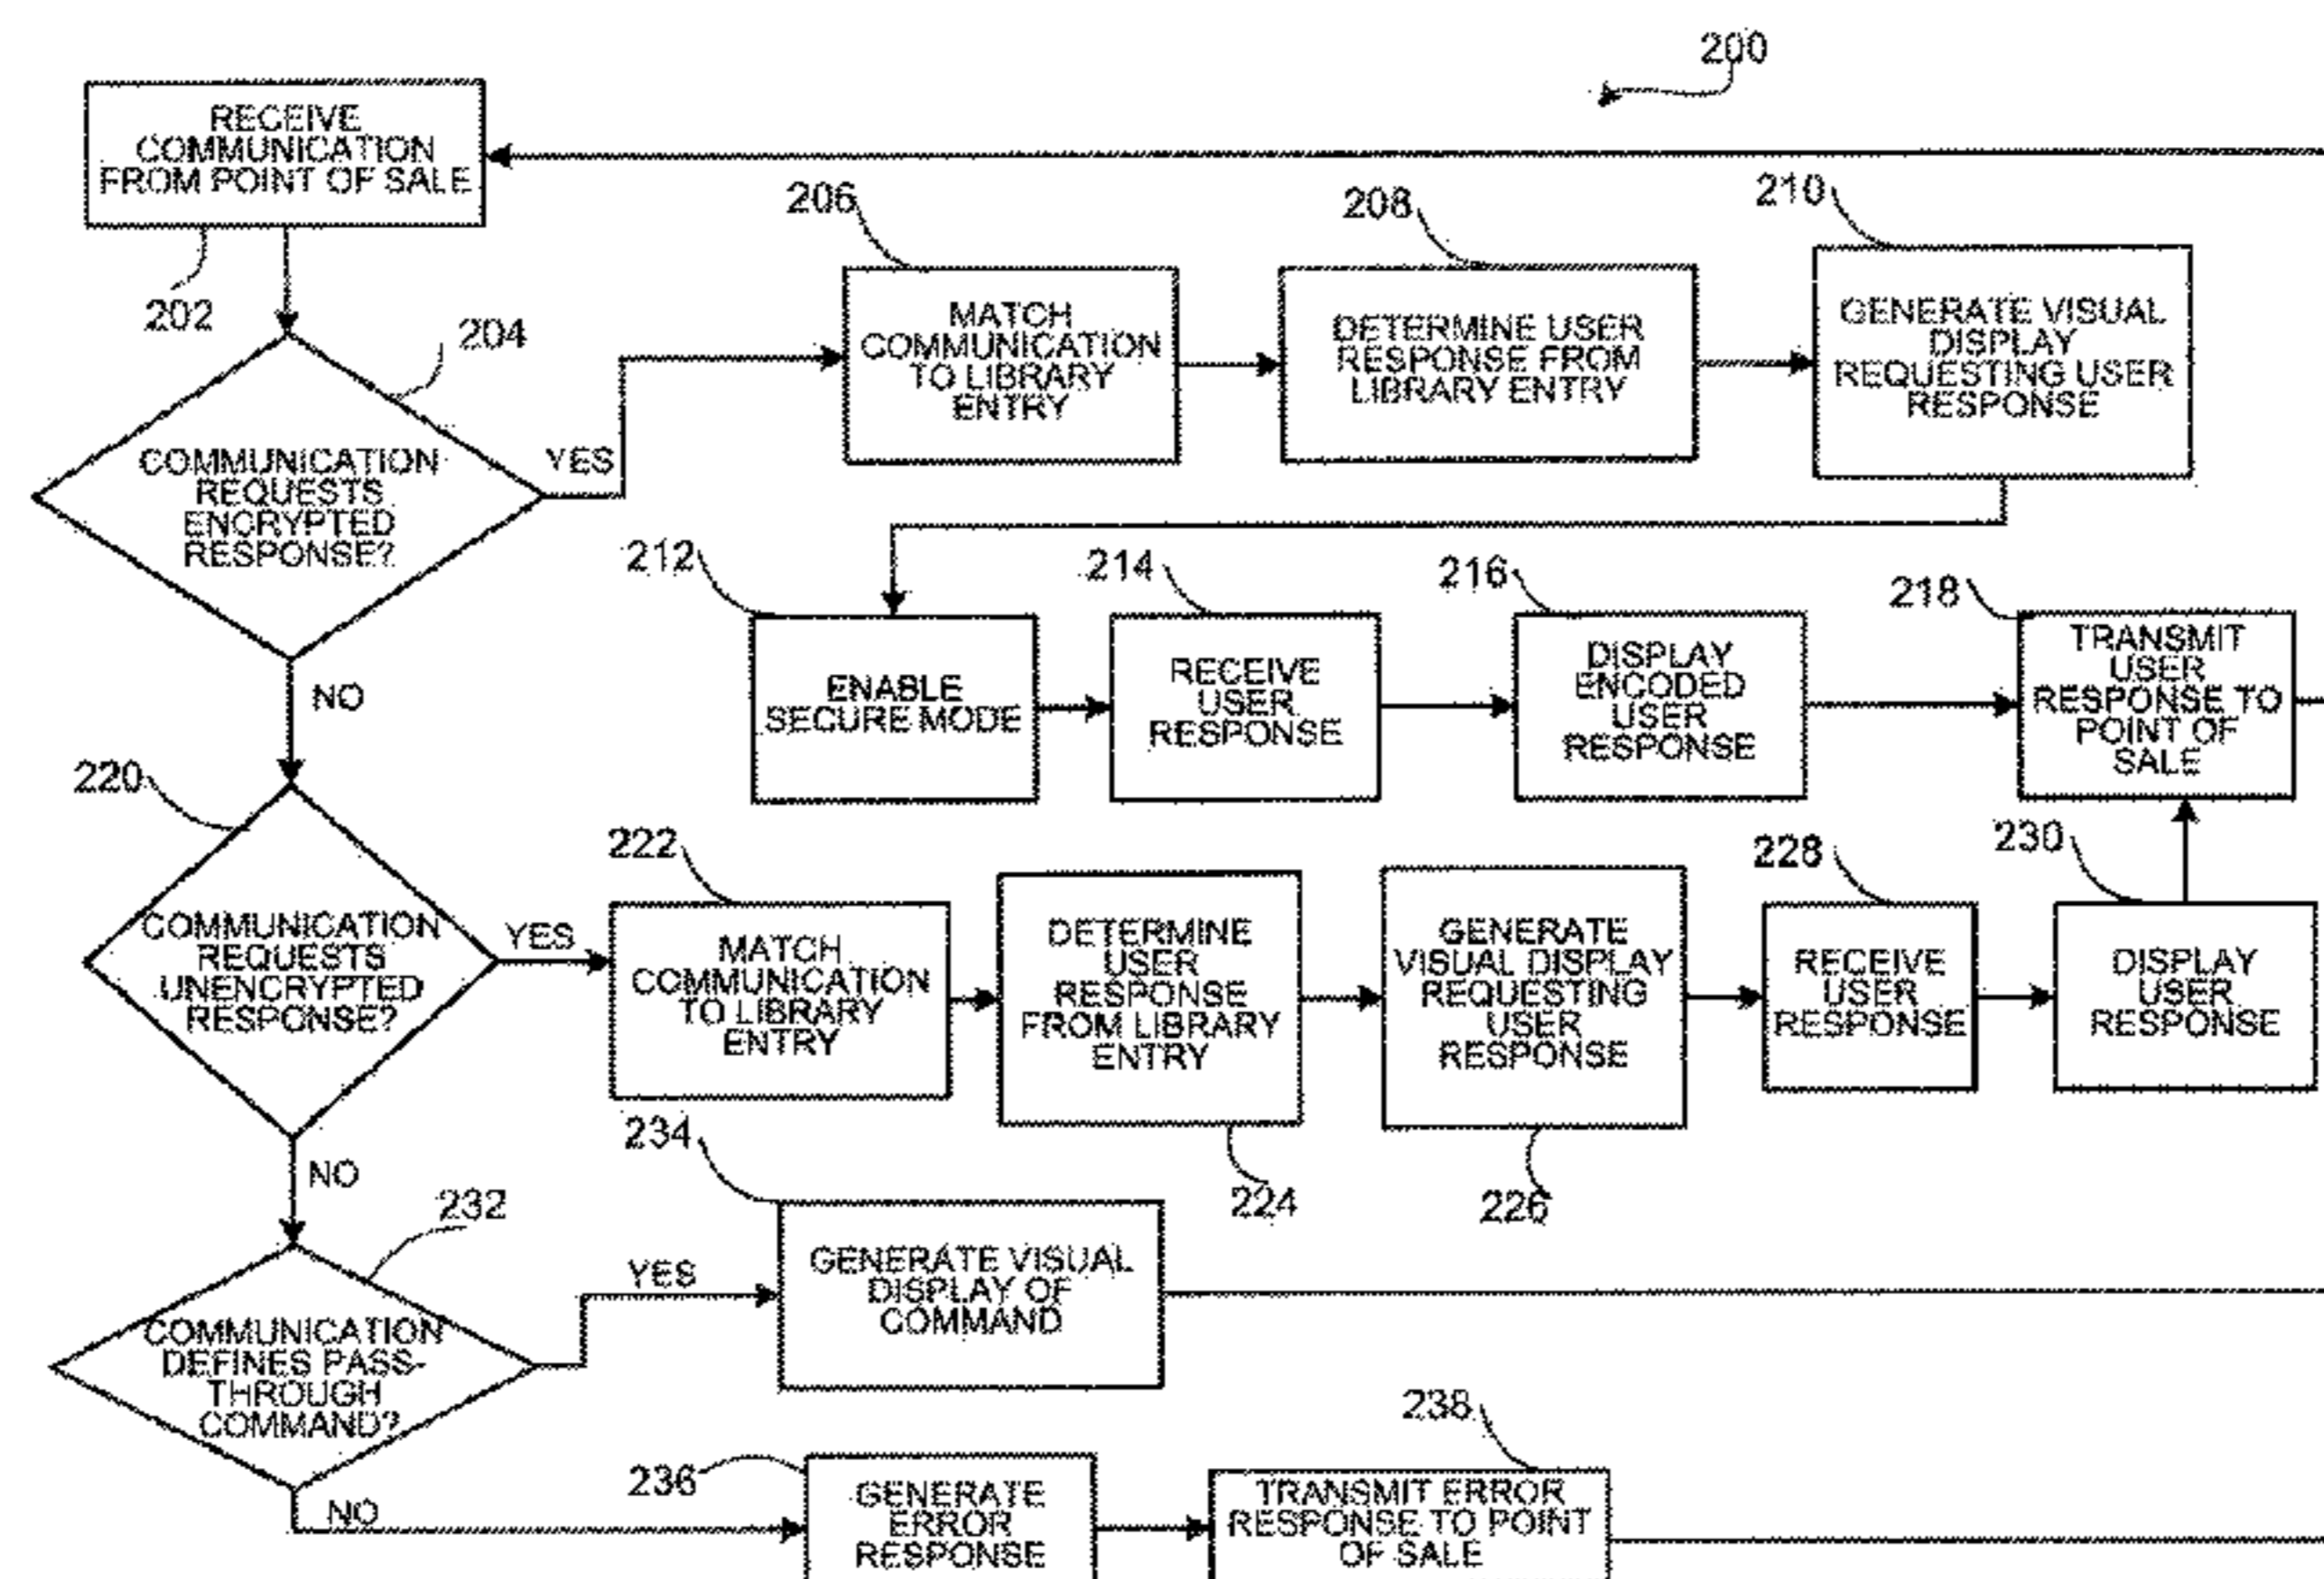 200
RECEIVE
COMMUNICATION
FROM POINT OF SALE
202
204
COMMUNICATION
REQUESTS
ENCRYPTED
RESPONSE?
YES
206
MATCH
COMMUNICATION
TO LIBRARY
ENTRY
208
DETERMINE USER
RESPONSE FROM
LIBRARY ENTRY
210
GENERATE VISUAL
DISPLAY
REQUESTING USER
RESPONSE
212
ENABLE
SECURE MODE
214
RECEIVE
USER
RESPONSE
216
DISPLAY
ENCODED
USER
RESPONSE
218
TRANSMIT
USER
RESPONSE TO
POINT OF
SALE
NO
220
COMMUNICATION
REQUESTS
UNENCRYPTED
RESPONSE?
YES
222
MATCH
COMMUNICATION
TO LIBRARY
ENTRY
DETERMINE
USER
RESPONSE
FROM LIBRARY
ENTRY
224
GENERATE
VISUAL DISPLAY
REQUESTING
USER
RESPONSE
226
228
RECEIVE
USER
RESPONSE
230
DISPLAY
USER
RESPONSE
NO
232
COMMUNICATION
DEFINES PASS-
THROUGH
COMMAND?
YES
234
GENERATE VISUAL
DISPLAY OF
COMMAND
NO
236
GENERATE
ERROR
RESPONSE
238
TRANSMIT ERROR
RESPONSE TO POINT
OF SALE